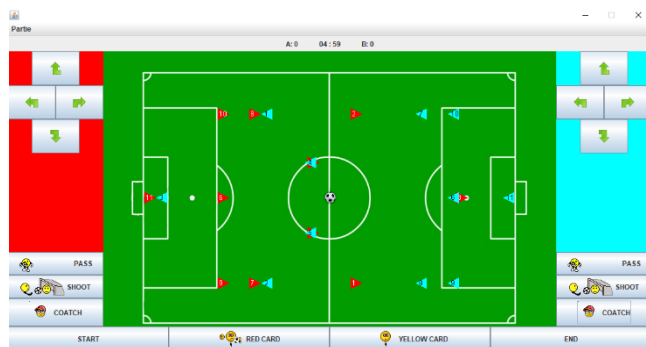 Partie
A: 0 04 : 59 B: 0
10 8 2
11
7 1
PASS PASS
SHOOT SHOOT
COATCH COATCH
START RED CARD YELLOW CARD END